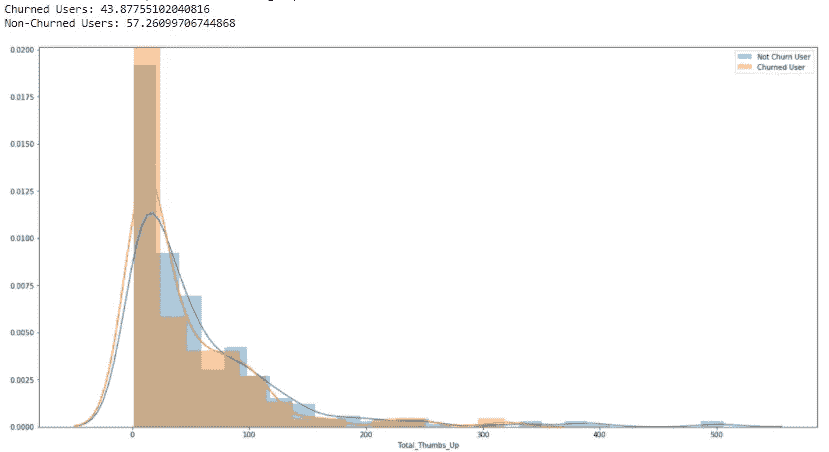 Churned Users: 43.87755102040816
Non-Churned Users: 57.26099706744868
0.0200
0.0175
0.0150
0.0125
0.0100
0.0075
0.0050
0.0025
0.0000
Not Churn User
Churned User
0 100 200 300 400 500
Total_Thumbs_Up